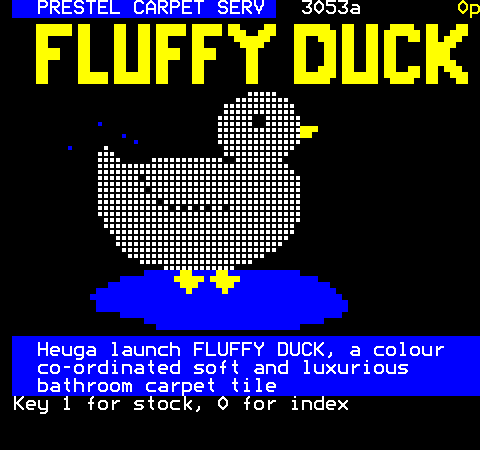 PRESTEL CARPET SERV 3053a 0p
FLUFFY DUCK
Heuga launch FLUFFY DUCK, a colour
co-ordinated soft and luxurious
bathroom carpet tile
Key 1 for stock, 0 for index